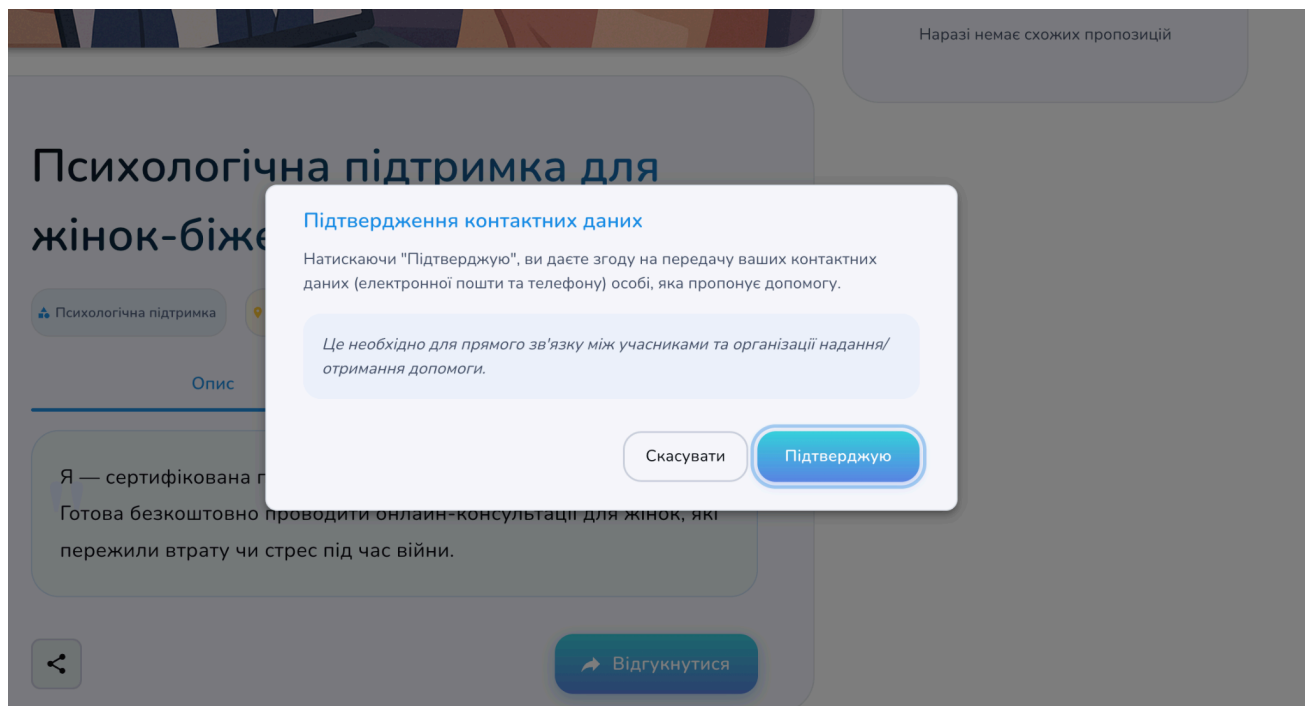 Наразі немає схожих пропозицій
Психологічна підтримка для
жінок-біже
Психологічна підтримка
Опис
Підтвердження контактних даних
Натискаючи "Підтверджую", ви даєте згоду на передачу ваших контактних
даних (електронної пошти та телефону) особі, яка пропонує допомогу.
Це необхідно для прямого зв'язку між учасниками та організації надання/
отримання допомоги.
Скасувати
Підтверджую
Я — сертифікована
Готова безкоштовно проводити онлайн-консультації для жінок, які
пережили втрату чи стрес під час війни.
Відгукнутися